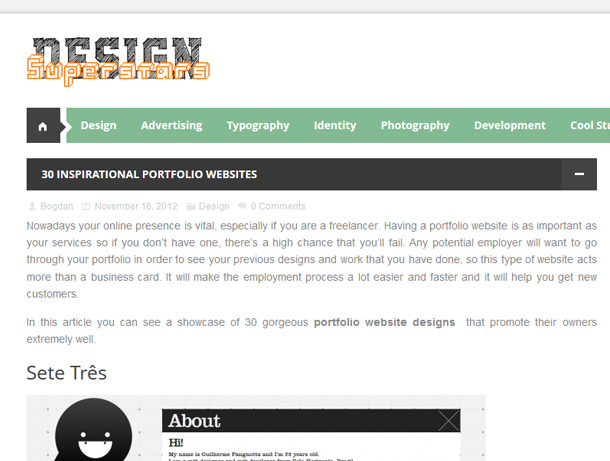 DESIGN
Superstars
Design Advertising Typography Identity Photography Development Cool Stu
30 INSPIRATIONAL PORTFOLIO WEBSITES
Bogdan November 16, 2012 Design 0 Comments
Nowadays your online presence is vital, especially if you are a freelancer. Having a portfolio website is as important as
your services so if you don't have one, there's a high chance that you'll fail. Any potential employer will want to go
through your portfolio in order to see your previous designs and work that you have done, so this type of website acts
more than a business card. It will make the employment process a lot easier and faster and it will help you get new
customers.
In this article you can see a showcase of 30 gorgeous portfolio website designs that promote their owners
extremely well.
Sete Três
About
Hi!
My name is Guilherme Pangnotta and I'm 25 years old.